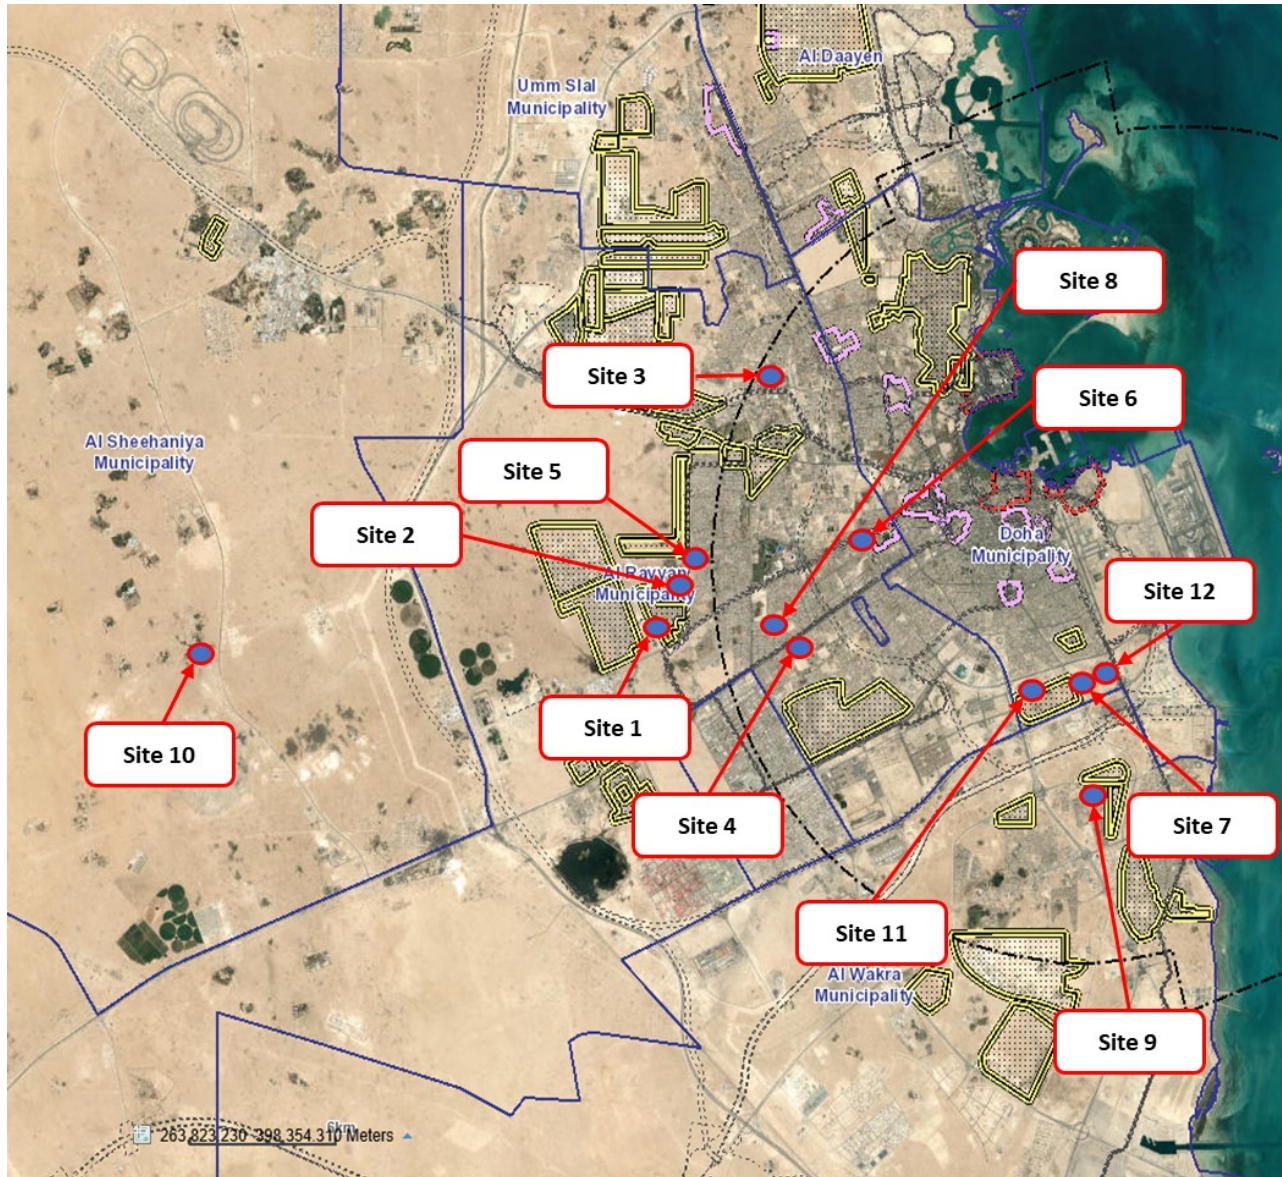 Al Daayen
Umm Slal
Municipality
Site 8
Site 3
Site 6
Al Sheehaniya
Municipality
Site 5
Site 2
Doha
Municipality
Al Rayyan
Municipality
Site 12
Site 10
Site 1
Site 4
Site 7
Site 11
Al Wakra
Municipality
Site 9
6km
263,823.230 398,354.310 Meters